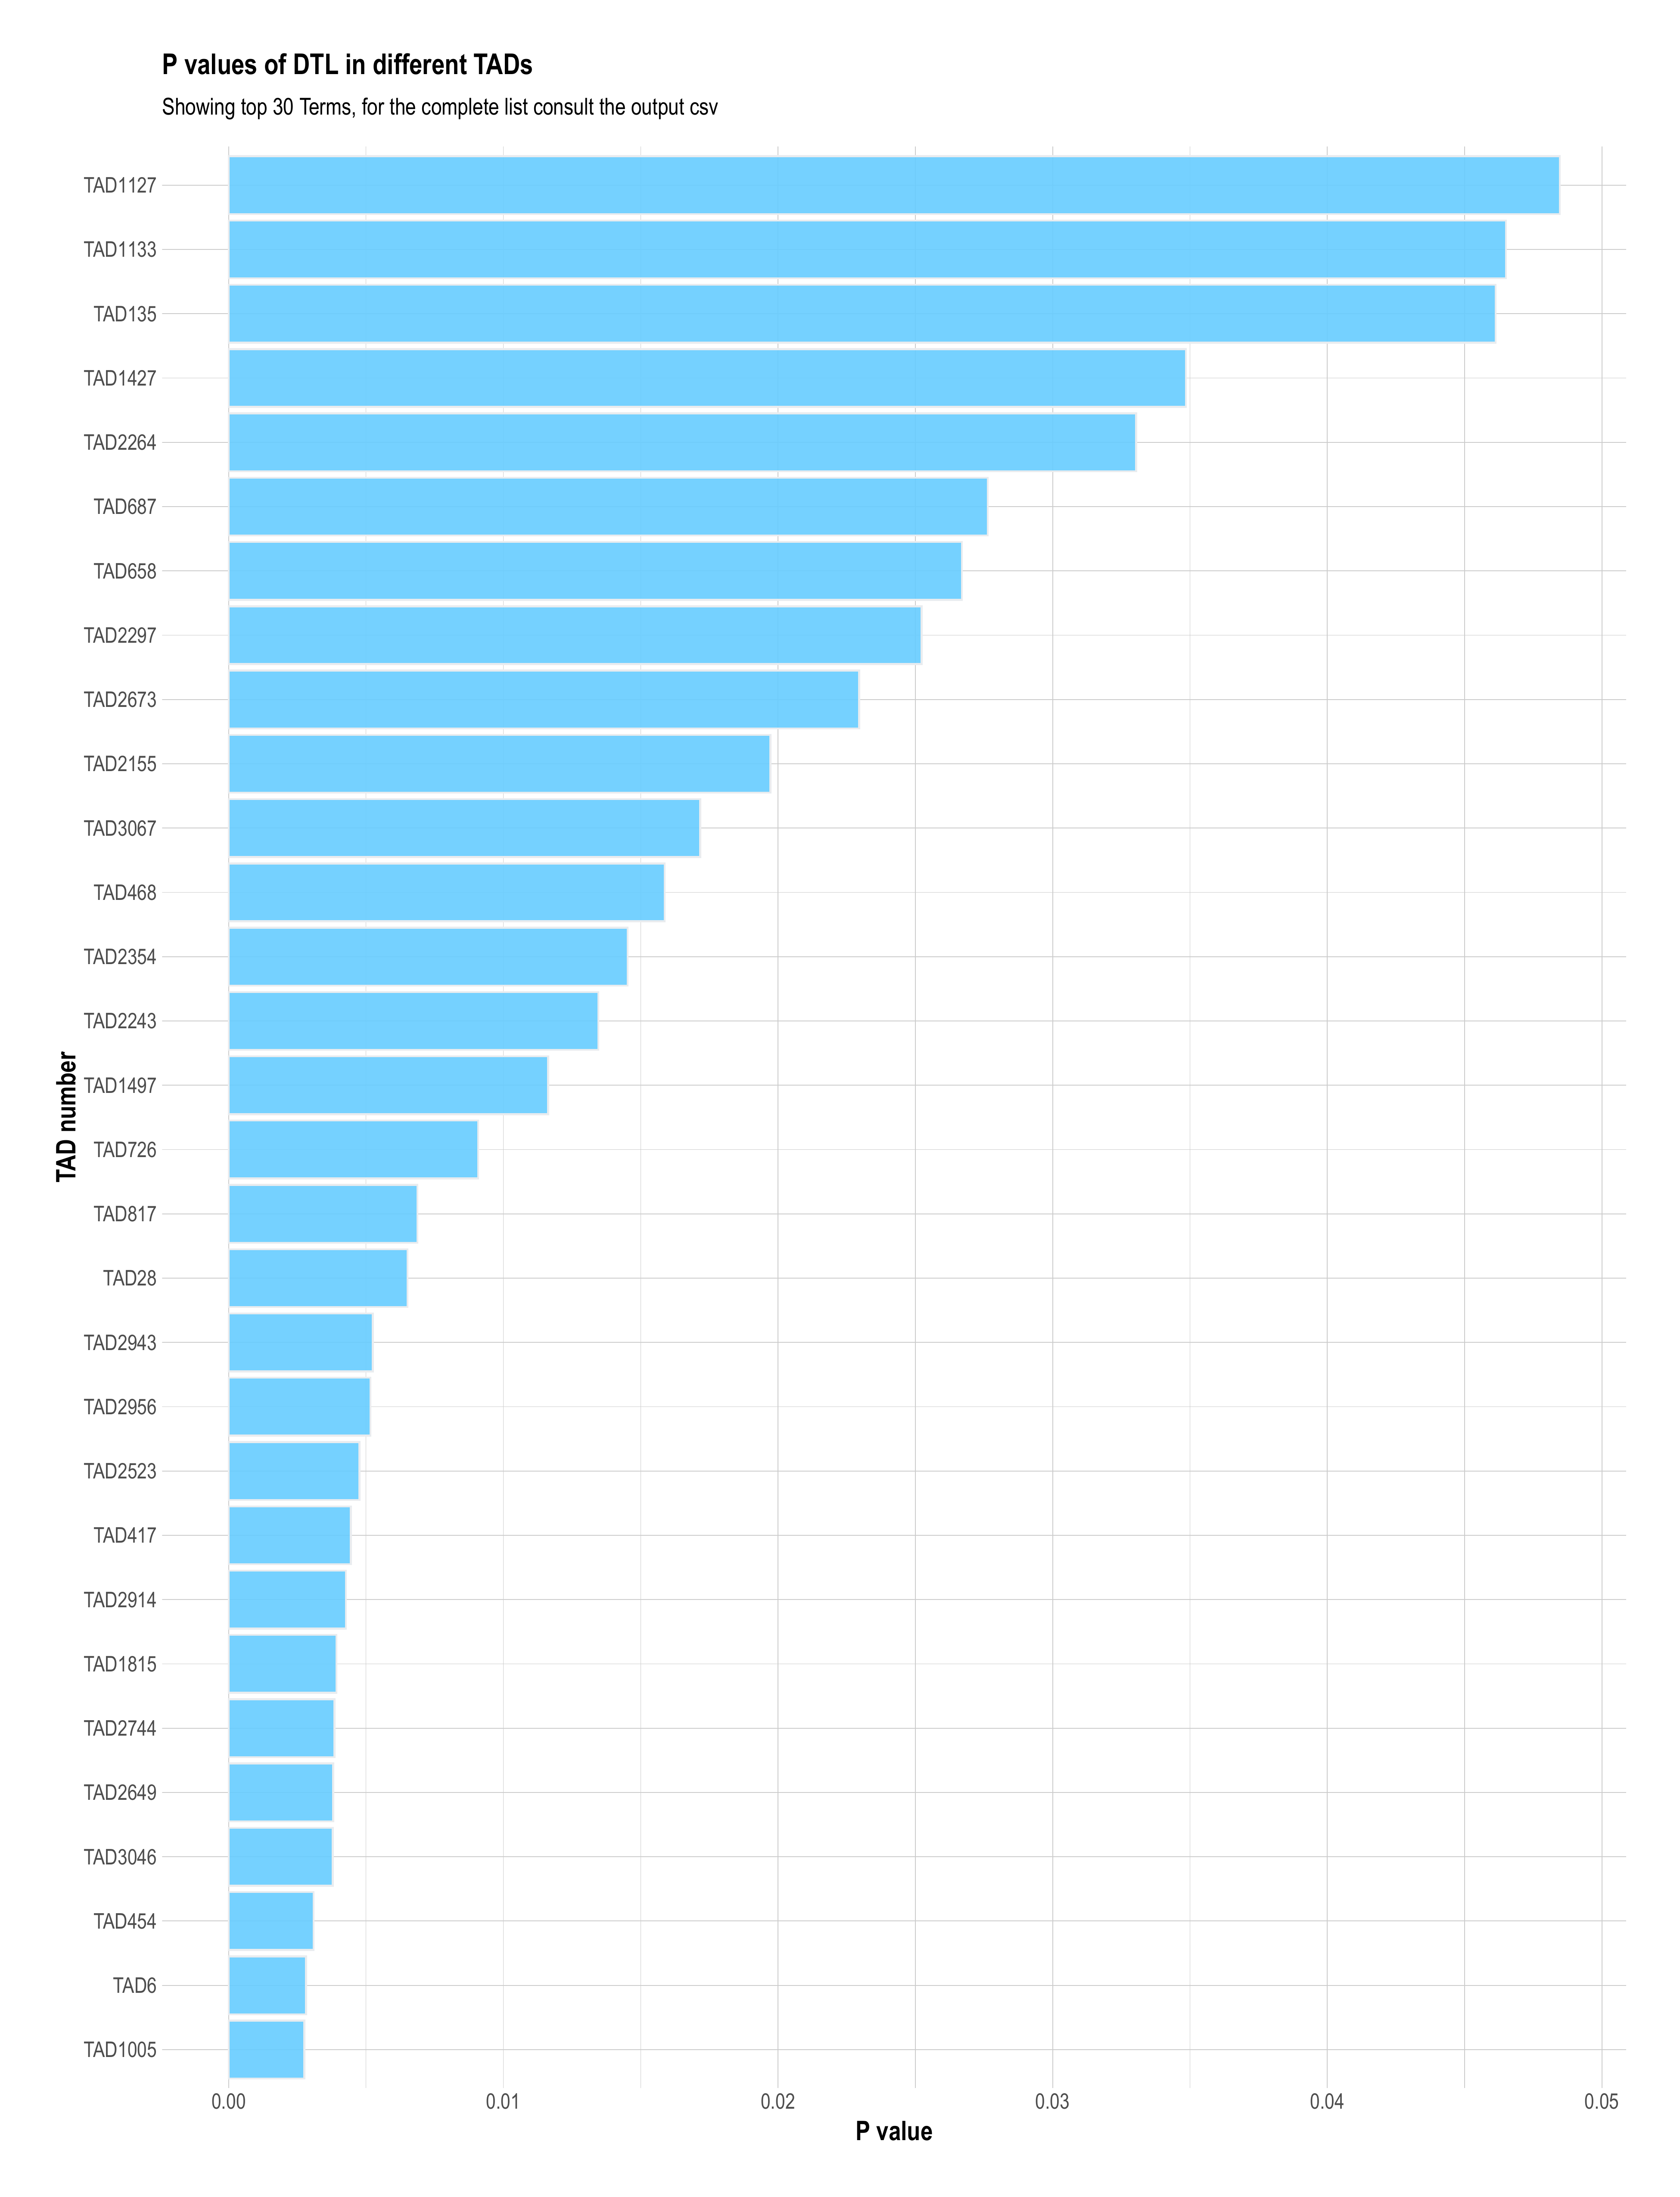 P values of DTL in different TADs
Showing top 30 Terms, for the complete list consult the output csv
TAD1127
TAD1133
TAD135
TAD1427
TAD2264
TAD687
TAD658
TAD2297
TAD2673
TAD2155
TAD3067
TAD468
TAD2354
TAD2243
TAD1497
TAD726
TAD817
TAD28
TAD2943
TAD2956
TAD2523
TAD417
TAD2914
TAD1815
TAD2744
TAD2649
TAD3046
TAD454
TAD6
TAD1005
TAD number
0.00 0.01 0.02 0.03 0.04 0.05
P value